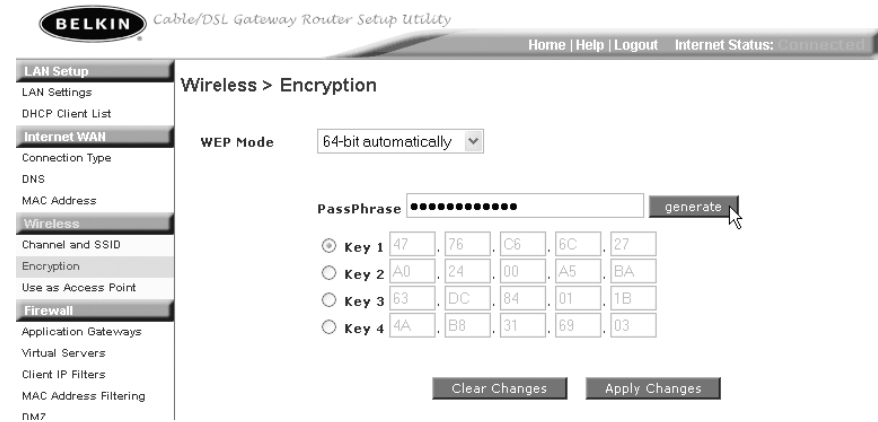 BELKIN
Cable/DSL Gateway Router Setup Utility
Home | Help | Logout Internet Status: Connected
LAN Setup
LAN Settings
DHCP Client List
Internet WAN
Connection Type
DNS
MAC Address
Wireless
Channel and SSID
Encryption
Use as Access Point
Firewall
Application Gateways
Virtual Servers
Client IP Filters
MAC Address Filtering
DMZ
Wireless > Encryption
WEP Mode 64-bit automatically
PassPhrase ●●●●●●●●●●●●● generate
Key 1 47 . 76 . C6 . 6C . 27
Key 2 A0 . 24 . 00 . A5 . BA
Key 3 63 . DC . 84 . 01 . 1B
Key 4 4A . B8 . 31 . 69 . 03
Clear Changes Apply Changes